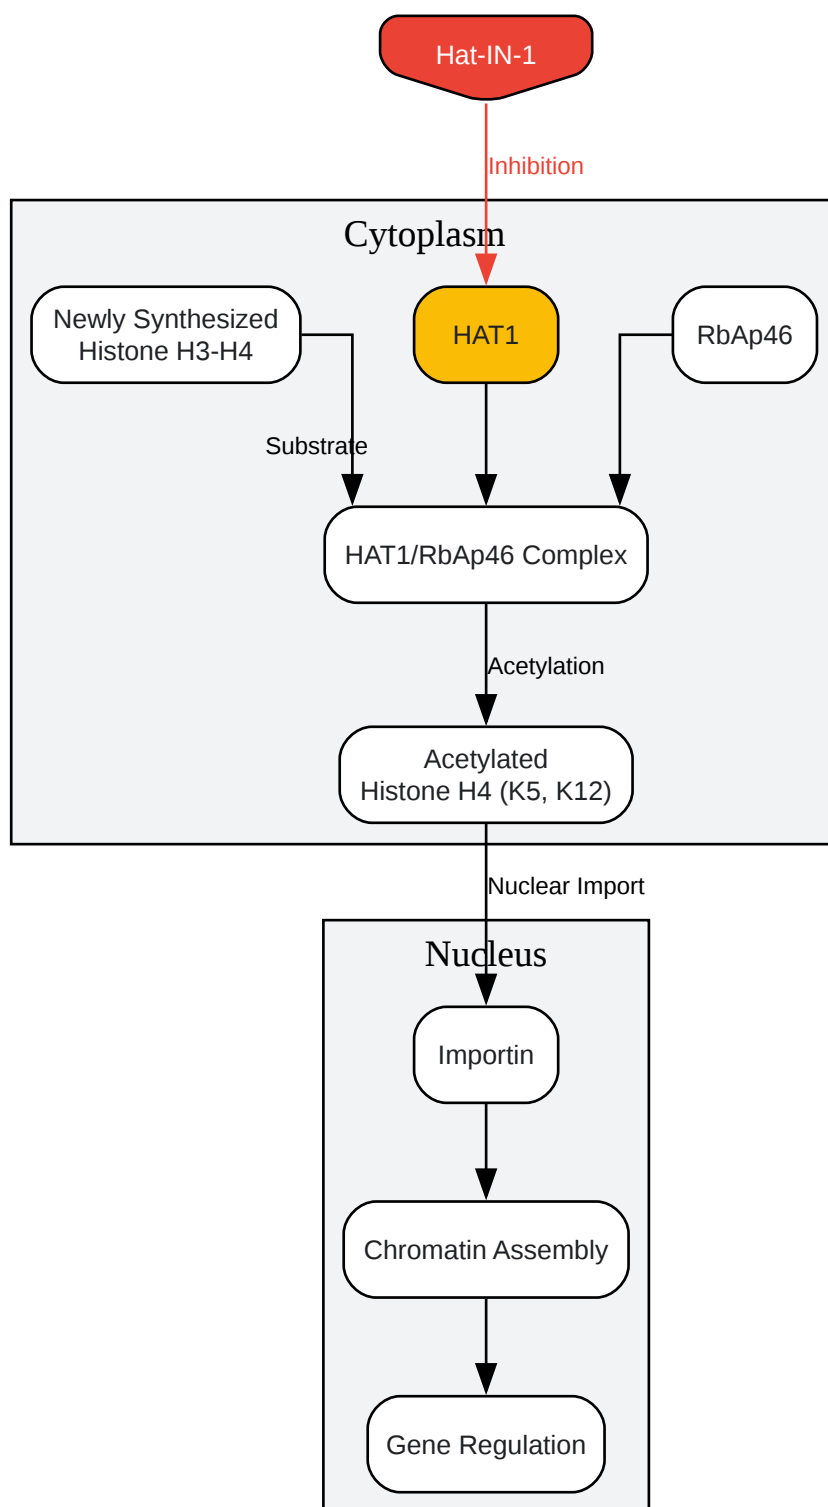 Hat-IN-1
Inhibition
Cytoplasm
Newly Synthesized
Histone H3-H4
HAT1
RbAp46
Substrate
HAT1/RbAp46 Complex
Acetylation
Acetylated
Histone H4 (K5, K12)
Nuclear Import
Nucleus
Importin
Chromatin Assembly
Gene Regulation